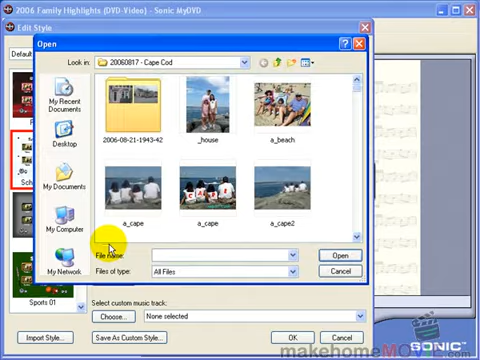 2006 Family Highlights (DVD-Video) - Sonic MyDVD
Edit Style
Open
Look in:
20060817 - Cape Cod
My Recent
Documents
Desktop
My Documents
My Computer
My Network
2006-08-21-1943-42
_house
a_beach
a_cape
a_cape
a_cape2
File name:
Open
Files of type:
All Files
Cancel
Sports 01
Select custom music track:
Choose...
None selected
Import Style...
Save As Custom Style...
OK
Cancel
SONIC
makehomeMOVIE.com